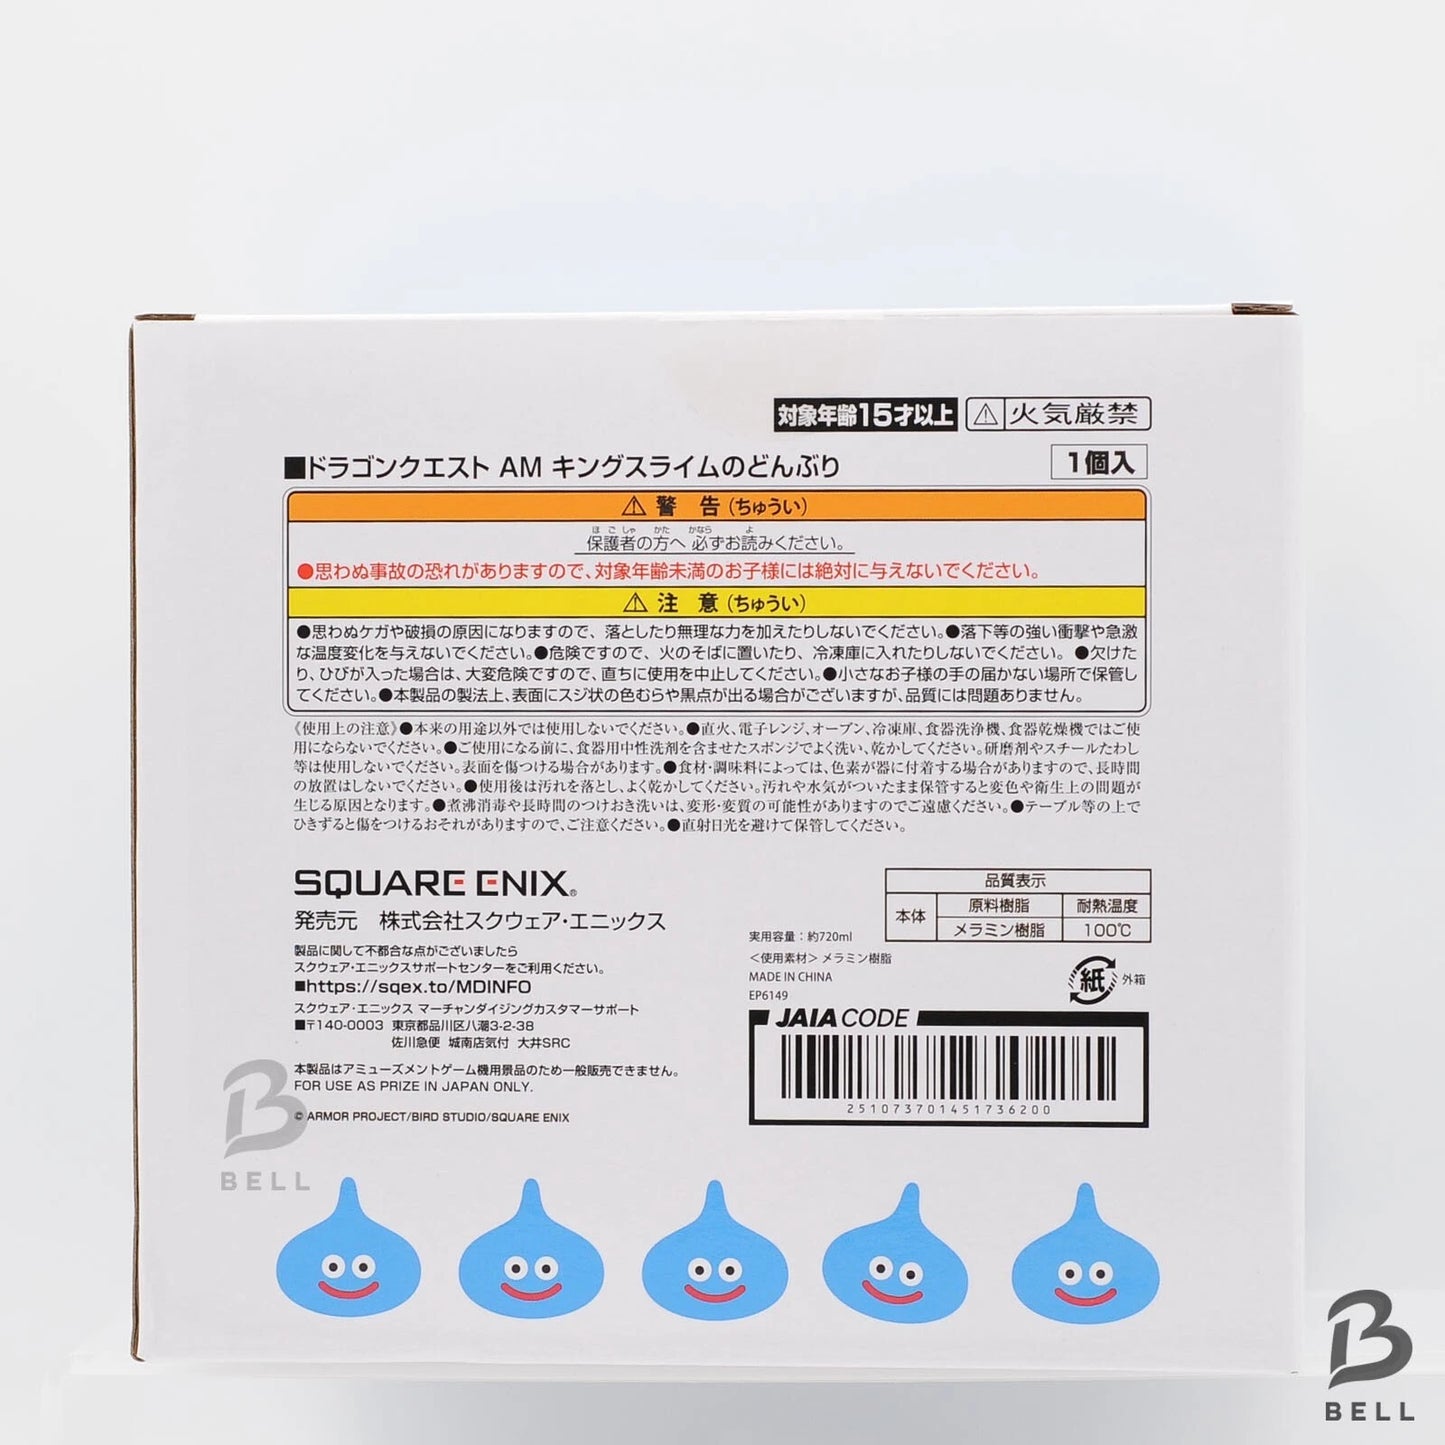 対象年齢15才以上 ⚠火気厳禁
■ドラゴンクエスト AM キングスライムのどんぶり 1個入
⚠ 警 告 (ちゅうい)
ほごしゃ かた かなら よ
保護者の方へ 必ずお読みください。
●思わぬ事故の恐れがありますので、対象年齢未満のお子様には絶対に与えないでください。
⚠ 注 意 (ちゅうい)
●思わぬケガや破損の原因になりますので、落としたり無理な力を加えたりしないでください。●落下等の強い衝撃や急激
な温度変化を与えないでください。●危険ですので、火のそばに置いたり、冷凍庫に入れたりしないでください。●欠けた
り、ひびが入った場合は、大変危険ですので、直ちに使用を中止してください。●小さなお子様の手の届かない場所で保管し
てください。●本製品の製法上、表面にスジ状の色むらや黒点が出る場合がございますが、品質には問題ありません。
《使用上の注意》●本来の用途以外では使用しないでください。●直火、電子レンジ、オーブン、冷凍庫、食器洗浄機、食器乾燥機ではご使
用にならないでください。●ご使用になる前に、食器用中性洗剤を含ませたスポンジでよく洗い、乾かしてください。研磨剤やスチールたわし
等は使用しないでください。表面を傷つける場合があります。●食材・調味料によっては、色素が器に付着する場合がありますので、長時間
の放置はしないでください。●使用後は汚れを落とし、よく乾かしてください。汚れや水気がついたまま保管すると変色や衛生上の問題が
生じる原因となります。●煮沸消毒や長時間のつけおき洗いは、変形・変質の可能性がありますのでご遠慮ください。●テーブル等の上で
ひきずると傷をつけるおそれがありますので、ご注意ください。●直射日光を避けて保管してください。
SQUARE ENIX®
発売元 株式会社スクウェア・エニックス
製品に関して不都合な点がございましたら
スクウェア・エニックスサポートセンターをご利用ください。
■https://sqex.to/MDINFO
スクウェア・エニックス マーチャンダイジングカスタマーサポート
■〒140-0003 東京都品川区八潮3-2-38
佐川急便 城南店気付 大井SRC
本製品はアミューズメントゲーム機用景品のため一般販売できません。
FOR USE AS PRIZE IN JAPAN ONLY.
© ARMOR PROJECT/BIRD STUDIO/SQUARE ENIX
品質表示
本体 原料樹脂 耐熱温度
メラミン樹脂 100℃
実用容量：約720ml
＜使用素材＞メラミン樹脂
MADE IN CHINA
EP6149
紙 外箱
JAIA CODE
251073701451736200
BELL
BELL